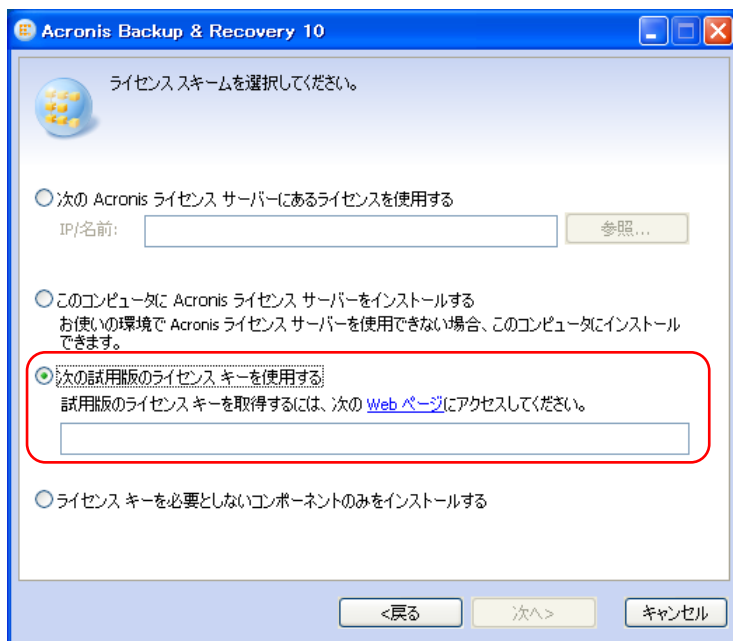 Acronis Backup & Recovery 10
ライセンス スキームを選択してください。
次の Acronis ライセンス サーバーにあるライセンスを使用する
IP/名前:
参照...
このコンピュータに Acronis ライセンス サーバーをインストールする
お使いの環境で Acronis ライセンス サーバーを使用できない場合、このコンピュータにインストール
できます。
次の試用版のライセンス キーを使用する
試用版のライセンス キーを取得するには、次の Web ページにアクセスしてください。
ライセンス キーを必要としないコンポーネントのみをインストールする
<戻る
次へ>
キャンセル